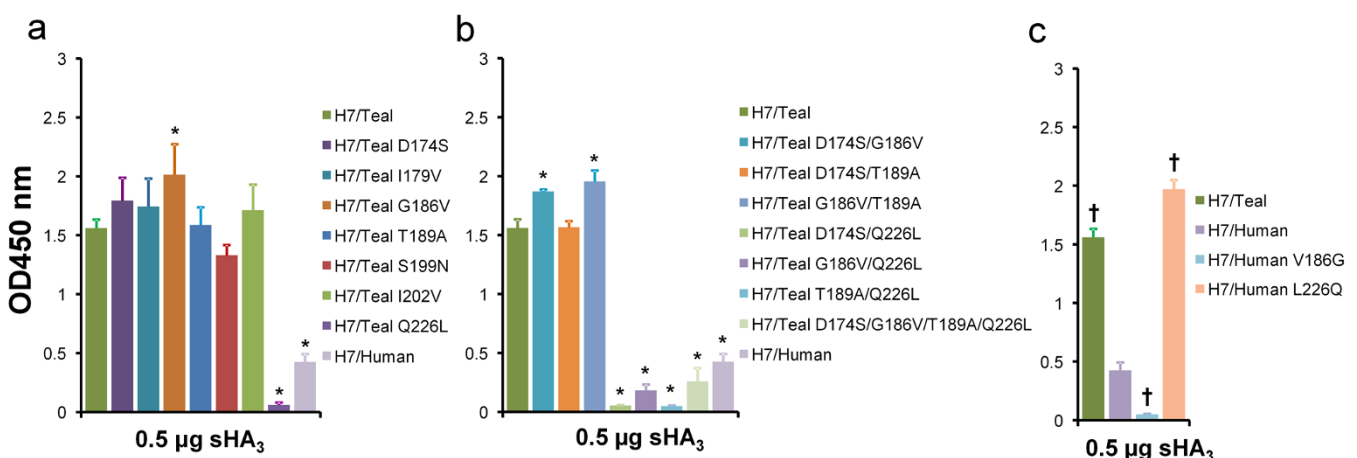 a
3
2.5
2
1.5
1
0.5
0
OD450 nm
*
*
*
0.5 µg sHA₃
H7/Teal
H7/Teal D174S
H7/Teal I179V
H7/Teal G186V
H7/Teal T189A
H7/Teal S199N
H7/Teal I202V
H7/Teal Q226L
H7/Human
b
3
2.5
2
1.5
1
0.5
0
*
*
*
*
*
*
*
0.5 µg sHA₃
H7/Teal
H7/Teal D174S/G186V
H7/Teal D174S/T189A
H7/Teal G186V/T189A
H7/Teal D174S/Q226L
H7/Teal G186V/Q226L
H7/Teal T189A/Q226L
H7/Teal D174S/G186V/T189A/Q226L
H7/Human
c
3
2.5
2
1.5
1
0.5
0
†
†
†
0.5 µg sHA₃
H7/Teal
H7/Human
H7/Human V186G
H7/Human L226Q